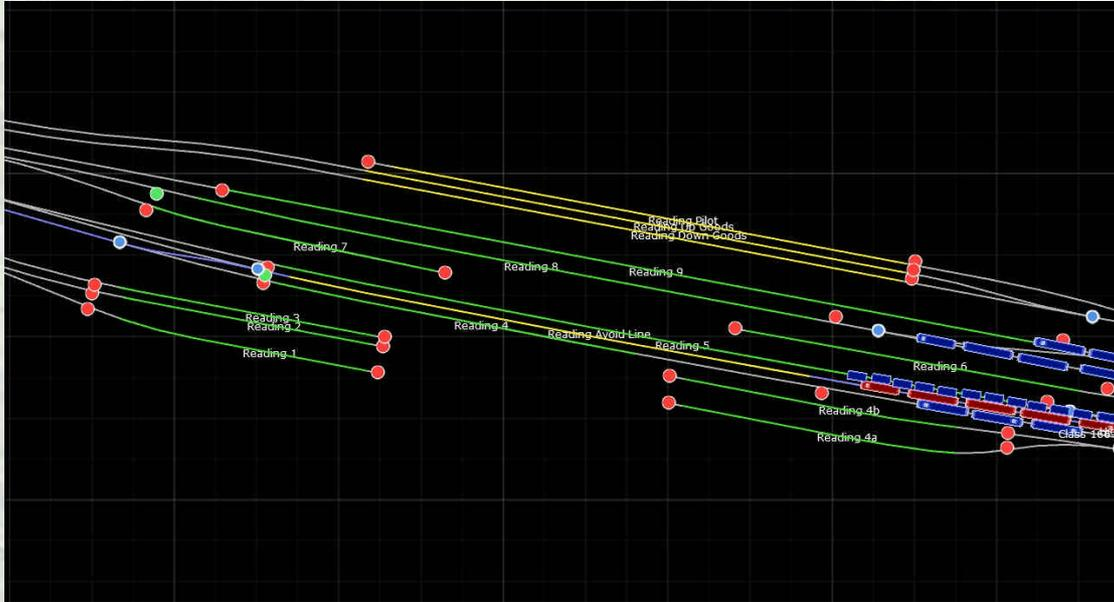 Reading Pilot
Reading Up Goods
Reading Down Goods
Reading 7
Reading 8
Reading 9
Reading 3
Reading 2
Reading 4
Reading Avoid Line
Reading 5
Reading 1
Reading 6
Reading 4b
Reading 4a
Class 166